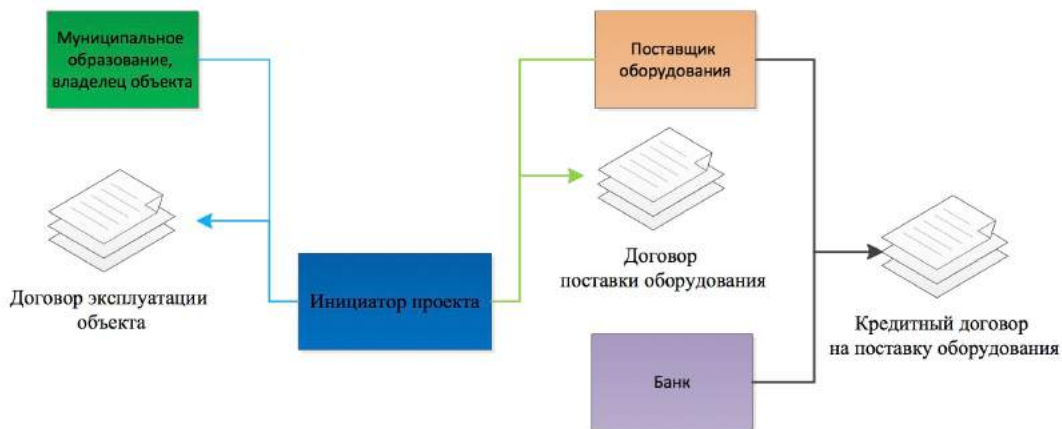 Муниципальное
образование,
владелец объекта
Поставщик
оборудования
Договор эксплуатации
объекта
Инициатор проекта
Договор
поставки оборудования
Кредитный договор
на поставку оборудования
Банк